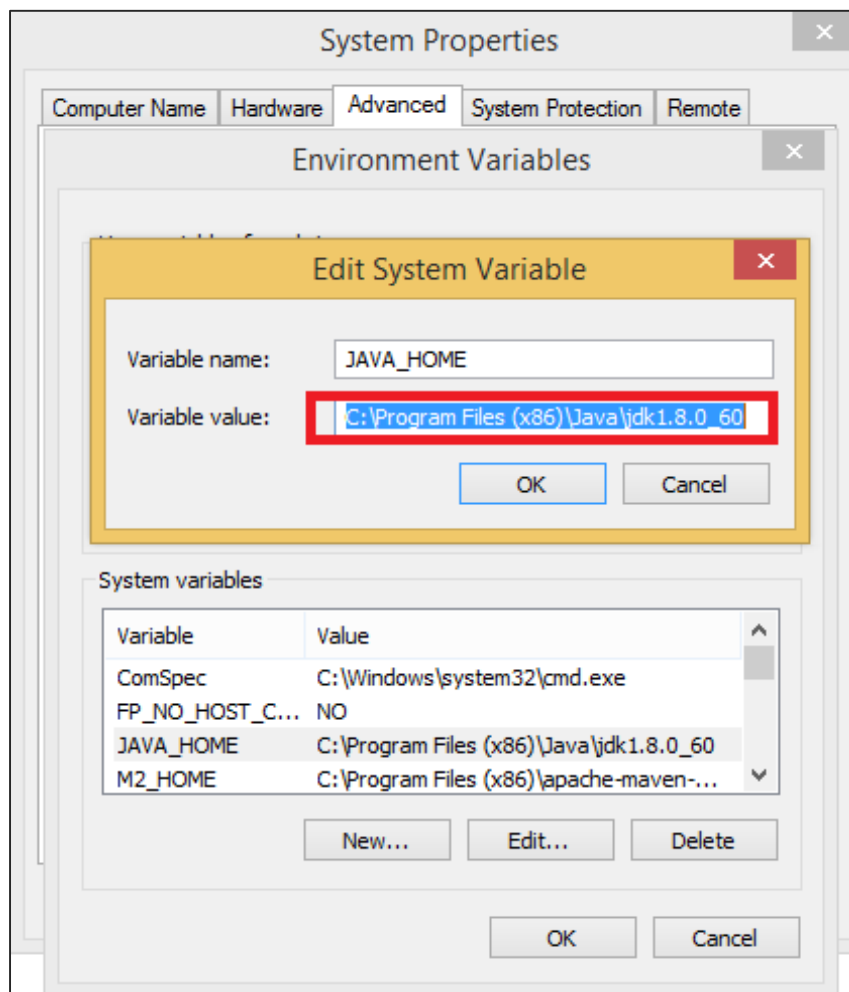 System Properties
Computer Name Hardware Advanced System Protection Remote
Environment Variables
Edit System Variable
Variable name: JAVA_HOME
Variable value: C:\Program Files (x86)\Java\jdk1.8.0_60
OK Cancel
System variables
Variable Value
ComSpec C:\Windows\system32\cmd.exe
FP_NO_HOST_C... NO
JAVA_HOME C:\Program Files (x86)\Java\jdk1.8.0_60
M2_HOME C:\Program Files (x86)\apache-maven-...
New... Edit... Delete
OK Cancel